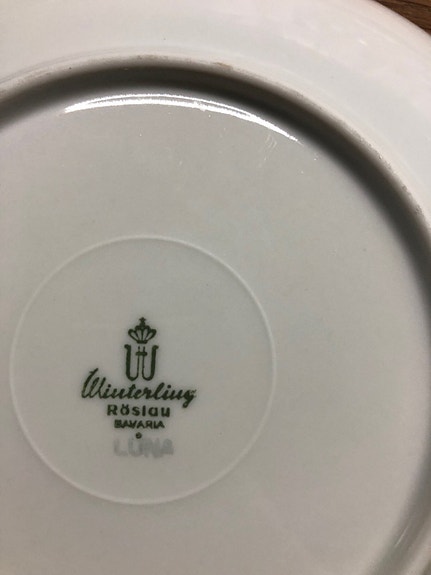 W
Winterling
Röslau
BAVARIA
LUNA